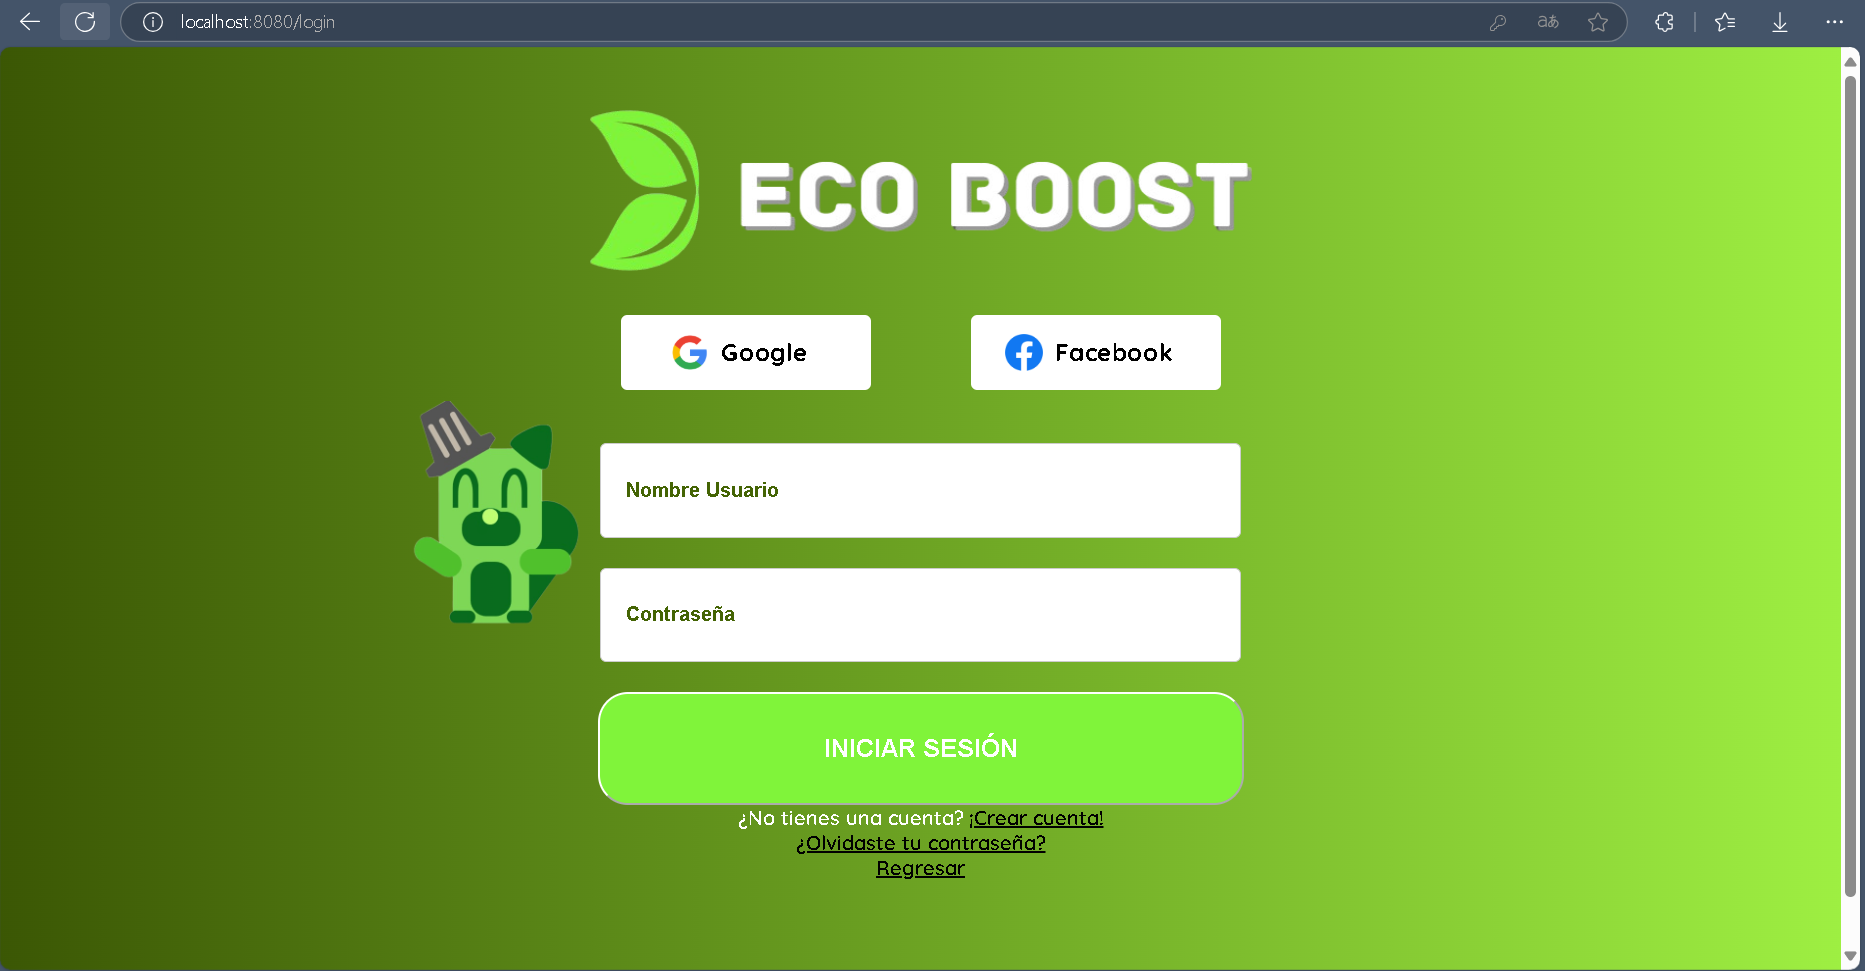 localhost:8080/login
ECO BOOST
Google
Facebook
Nombre Usuario
Contraseña
INICIAR SESIÓN
¿No tienes una cuenta? ¡Crear cuenta!
¿Olvidaste tu contraseña?
Regresar